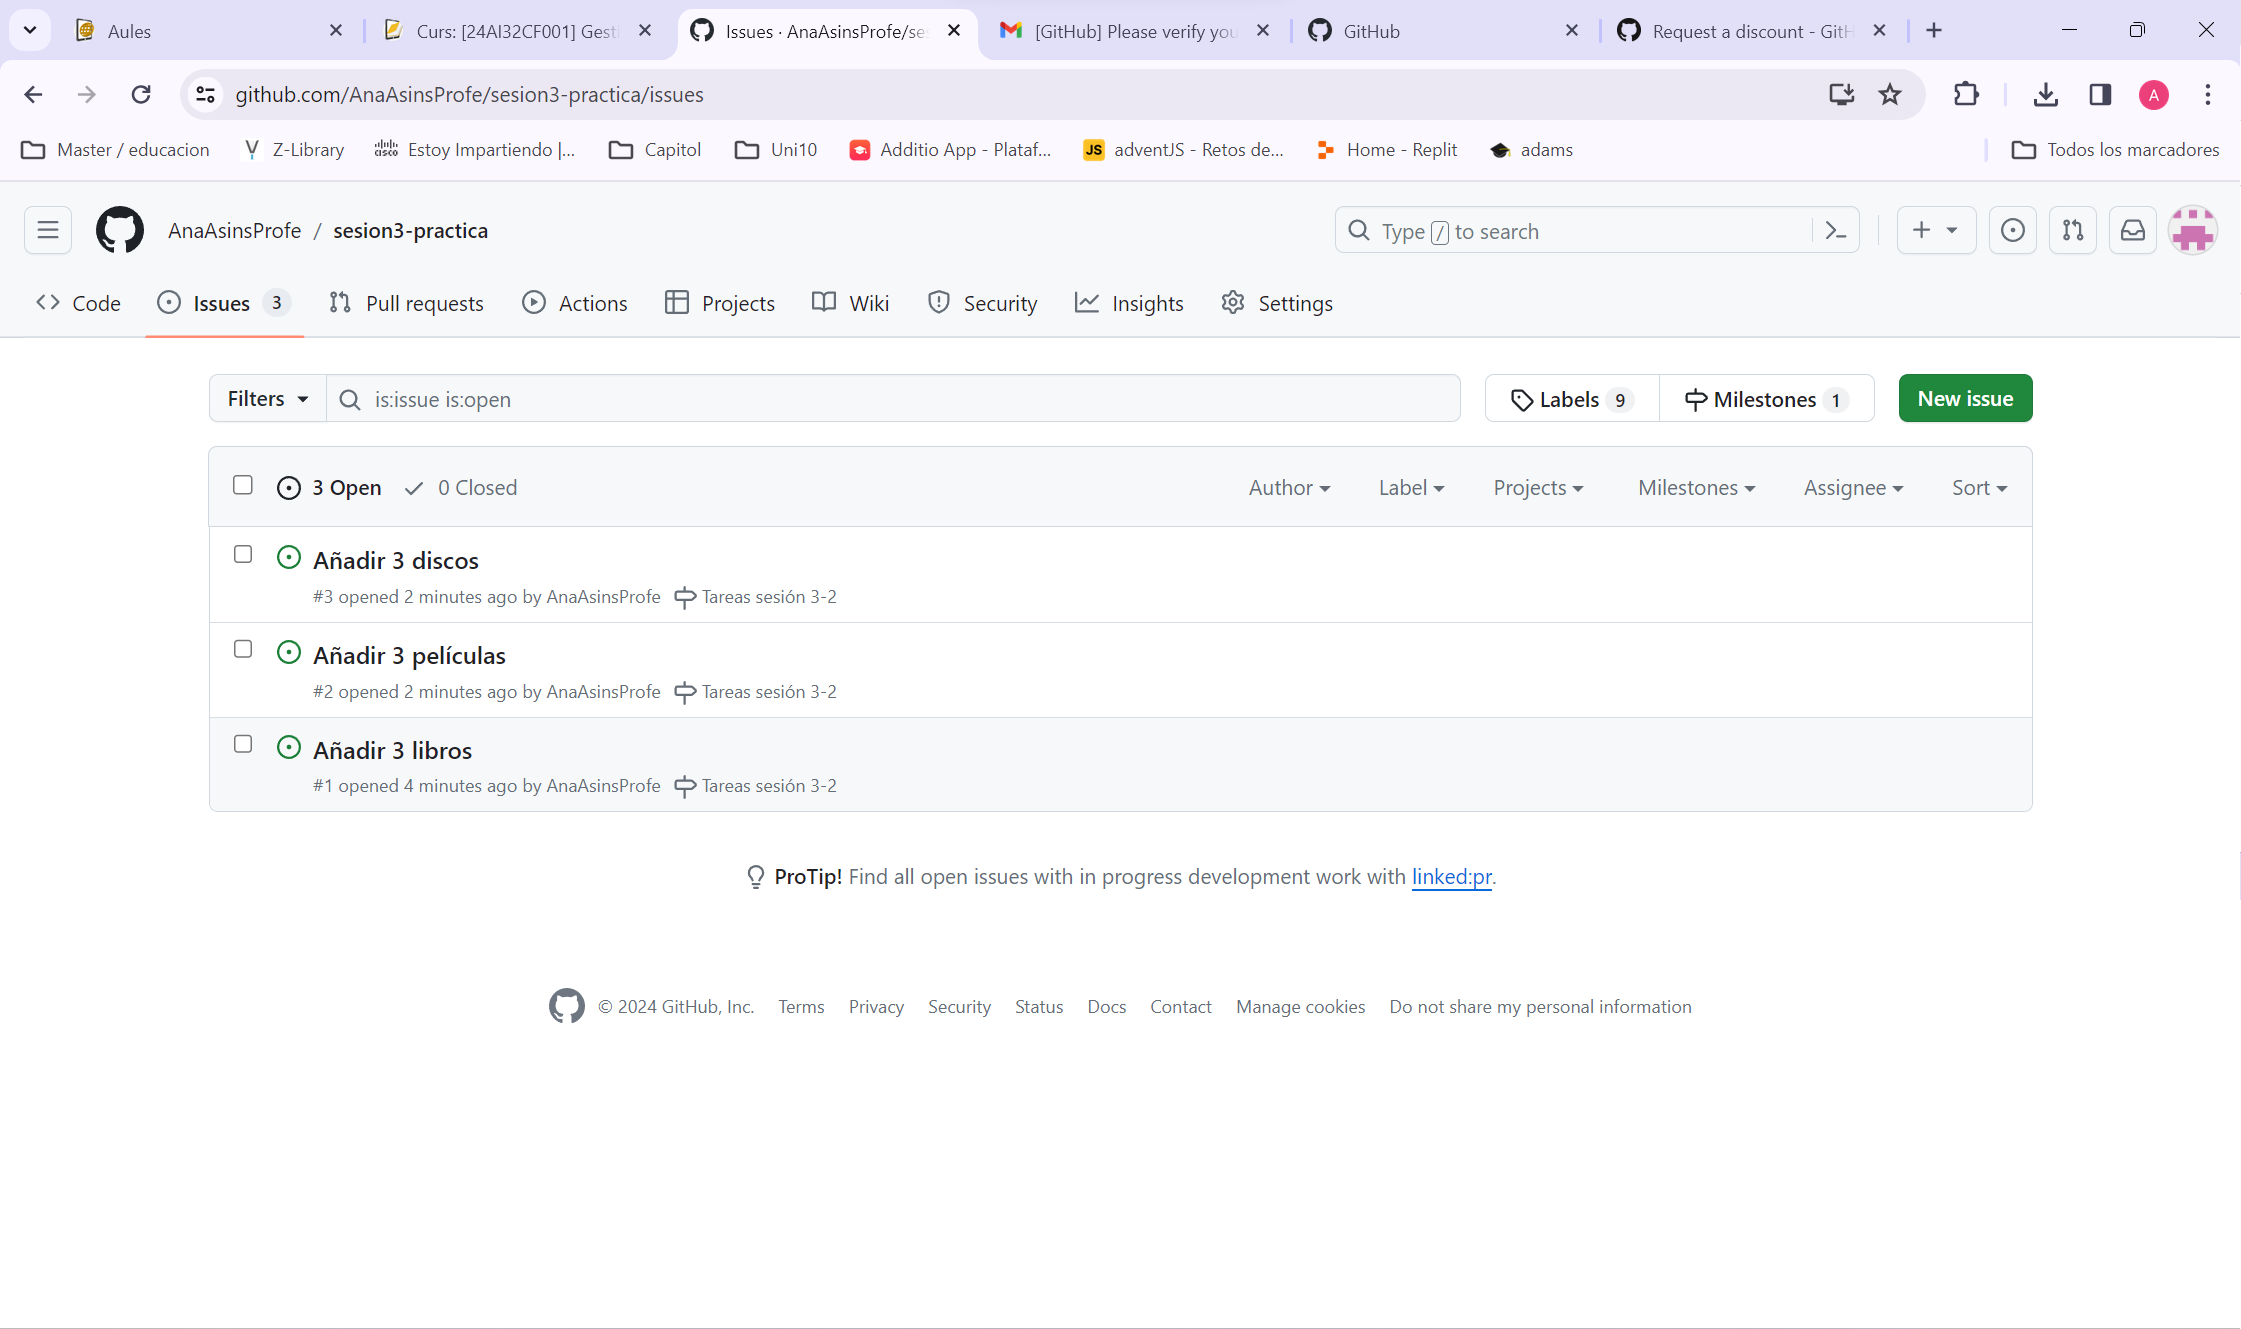 Aules
Curs: [24AI32CF001] Gesti
Issues · AnaAsinsProfe/se
[GitHub] Please verify you
GitHub
Request a discount - GitH
github.com/AnaAsinsProfe/sesion3-practica/issues
A
Master / educacion
Z-Library
cisco Estoy Impartiendo |...
Capitol
Uni10
Additio App - Plataf...
JS adventJS - Retos de...
Home - Replit
adams
Todos los marcadores
AnaAsinsProfe / sesion3-practica
Type / to search
Code
Issues 3
Pull requests
Actions
Projects
Wiki
Security
Insights
Settings
Filters
is:issue is:open
Labels 9
Milestones 1
New issue
3 Open
0 Closed
Author
Label
Projects
Milestones
Assignee
Sort
Añadir 3 discos
#3 opened 2 minutes ago by AnaAsinsProfe Tareas sesión 3-2
Añadir 3 películas
#2 opened 2 minutes ago by AnaAsinsProfe Tareas sesión 3-2
Añadir 3 libros
#1 opened 4 minutes ago by AnaAsinsProfe Tareas sesión 3-2
ProTip! Find all open issues with in progress development work with linked:pr.
© 2024 GitHub, Inc.
Terms
Privacy
Security
Status
Docs
Contact
Manage cookies
Do not share my personal information